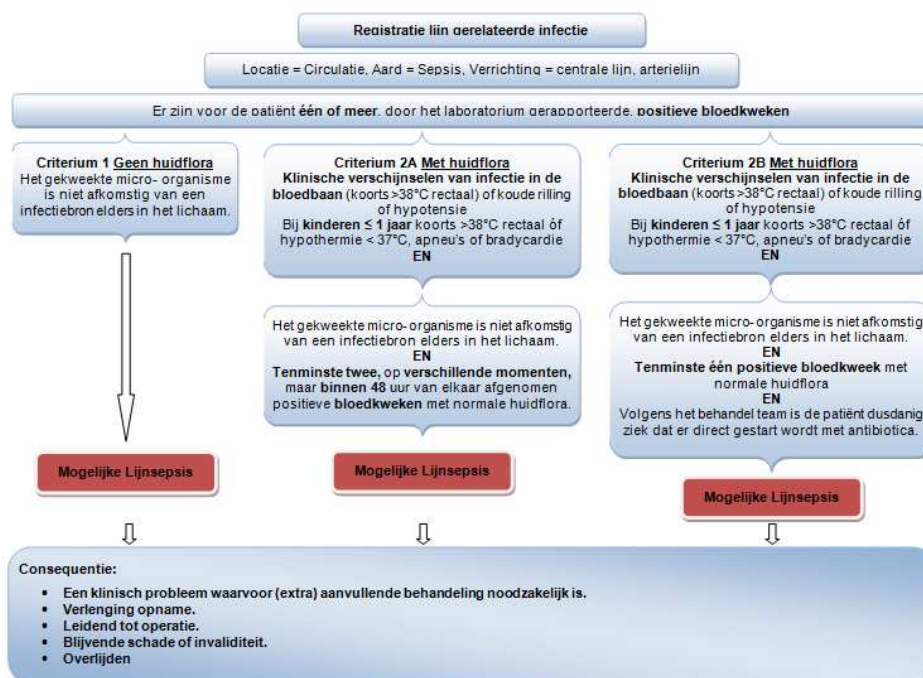 Registratie lijn gerelateerde infectie
Locatie = Circulatie, Aard = Sepsis, Verrichting = centrale lijn, arterielijn
Er zijn voor de patiënt één of meer, door het laboratorium gerapporteerde, positieve bloedkweken
Criterium 1 Geen huidflora
Het gekweekte micro- organisme
is niet afkomstig van een
infectiebron elders in het lichaam.
Mogelijke Lijnsepsis
Criterium 2A Met huidflora
Klinische verschijnselen van infectie in de
bloedbaan (koorts >38°C rectaal) of koude rilling
of hypotensie
Bij kinderen ≤ 1 jaar koorts >38°C rectaal óf
hypothermie < 37°C, apneu's of bradycardie
EN
Het gekweekte micro- organisme is niet afkomstig
van een infectiebron elders in het lichaam.
EN
Tenminste twee, op verschillende momenten,
maar binnen 48 uur van elkaar afgenomen
positieve bloedkweken met normale huidflora.
Mogelijke Lijnsepsis
Criterium 2B Met huidflora
Klinische verschijnselen van infectie in de
bloedbaan (koorts >38°C rectaal) of koude rilling
of hypotensie
Bij kinderen ≤ 1 jaar koorts >38°C rectaal óf
hypothermie < 37°C, apneu's of bradycardie
EN
Het gekweekte micro- organisme is niet afkomstig
van een infectiebron elders in het lichaam.
EN
Tenminste één positieve bloedkweek met
normale huidflora
EN
Volgens het behandel team is de patiënt dusdanig
ziek dat er direct gestart wordt met antibiotica.
Mogelijke Lijnsepsis
Consequentie:
• Een klinisch probleem waarvoor (extra) aanvullende behandeling noodzakelijk is.
• Verlenging opname.
• Leidend tot operatie.
• Blijvende schade of invaliditeit.
• Overlijden